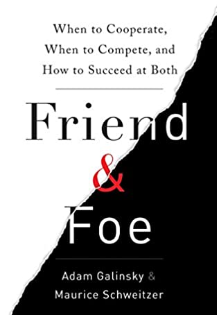 When to Cooperate,
When to Compete, and
How to Succeed at Both
Friend
&
Foe
Adam Galinsky &
Maurice Schweitzer